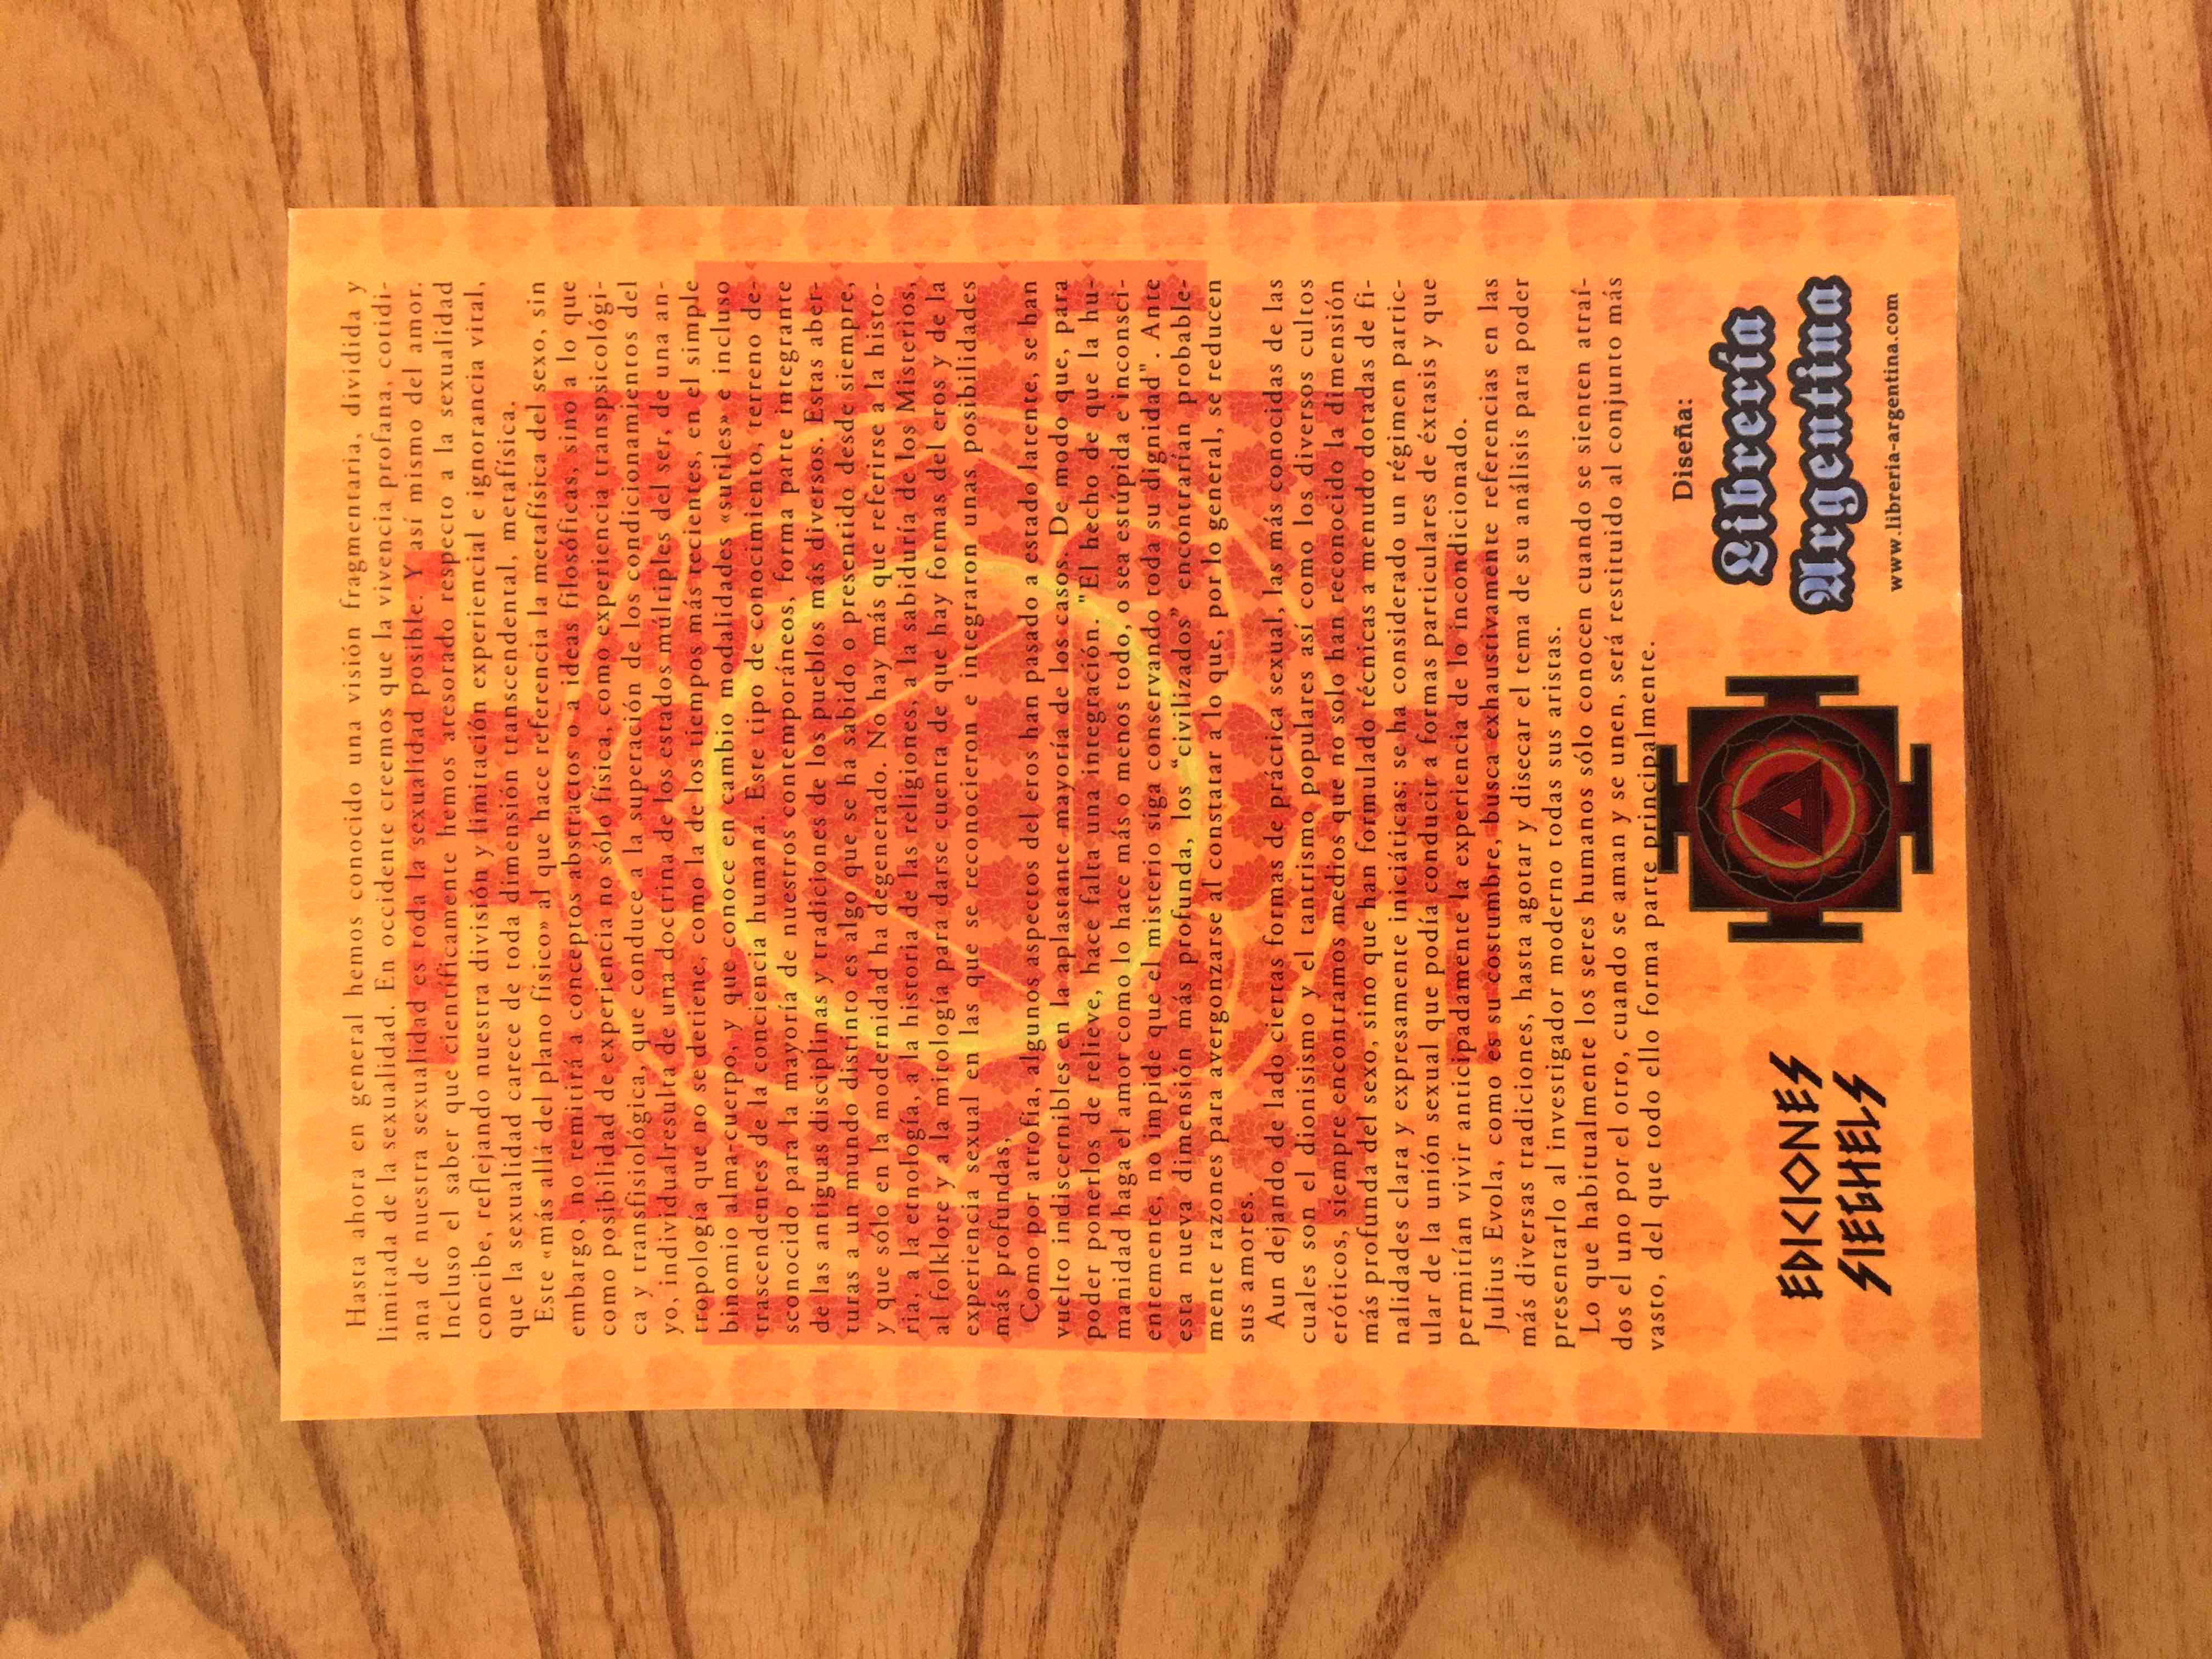 Hasta ahora en general hemos conocido una visión fragmentaria, dividida y
limitada de la sexualidad. En occidente creemos que la vivencia profana, cotidi-
ana de nuestra sexualidad es toda la sexualidad posible. Y así mismo del amor.
Incluso el saber que científicamente hemos atesorado respecto a la sexualidad
concibe, reflejando nuestra división y limitación experiencial e ignorancia vital,
que la sexualidad carece de toda dimensión transcendental, metafísica.
Este «más allá del plano físico» al que hace referencia la metafísica del sexo, sin
embargo, no remitirá a conceptos abstractos o a ideas filosóficas, sino a lo que
como posibilidad de experiencia no sólo física, como experiencia transpsicológi-
ca y transfisiológica, que conduce a la superación de los condicionamientos del
yo, individualresulta de una doctrina de los estados múltiples del ser, de una an-
tropología que no se detiene, como la de los tiempos más recientes, en el simple
binomio alma-cuerpo, y que conoce en cambio modalidades «sutiles» e incluso
trascendentes de la conciencia humana. Este tipo de conocimiento, terreno de-
sconocido para la mayoría de nuestros contemporáneos, forma parte integrante
de las antiguas disciplinas y tradiciones de los pueblos más diversos. Estas aber-
turas a un mundo distinto es algo que se ha sabido o presentido desde siempre,
y que sólo en la modernidad ha degenerado. No hay más que referirse a la histo-
ria, a la etnología, a la historia de las religiones, a la sabiduría de los Misterios,
al folklore y a la mitología para darse cuenta de que hay formas del eros y de la
experiencia sexual en las que se reconocieron e integraron unas posibilidades
más profundas,
Como por atrofia, algunos aspectos del eros han pasado a estado latente, se han
vuelto indiscernibles en la aplastante mayoría de los casos. De modo que, para
poder ponerlos de relieve, hace falta una integración. "El hecho de que la hu-
manidad haga el amor como lo hace más o menos todo, o sea estúpida e inconsci-
entemente, no impide que el misterio siga conservando toda su dignidad". Ante
esta nueva dimensión más profunda, los “civilizados” encontrarían probable-
mente razones para avergonzarse al constatar a lo que, por lo general, se reducen
sus amores.
Aun dejando de lado ciertas formas de práctica sexual, las más conocidas de las
cuales son el dionisismo y el tantrismo populares así como los diversos cultos
eróticos, siempre encontramos medios que no solo han reconocido la dimensión
más profunda del sexo, sino que han formulado técnicas a menudo dotadas de fi-
nalidades clara y expresamente iniciáticas: se ha considerado un régimen partic-
ular de la unión sexual que podía conducir a formas particulares de éxtasis y que
permitían vivir anticipadamente la experiencia de lo incondicionado.
Julius Evola, como es su costumbre, busca exhaustivamente referencias en las
más diversas tradiciones, hasta agotar y disecar el tema de su análisis para poder
presentarlo al investigador moderno todas sus aristas.
Lo que habitualmente los seres humanos sólo conocen cuando se sienten atraí-
dos el uno por el otro, cuando se aman y se unen, será restituido al conjunto más
vasto, del que todo ello forma parte principalmente.
EDICIONES
SIEGHELS
Diseña:
Librería
Argentina
www.libreria-argentina.com